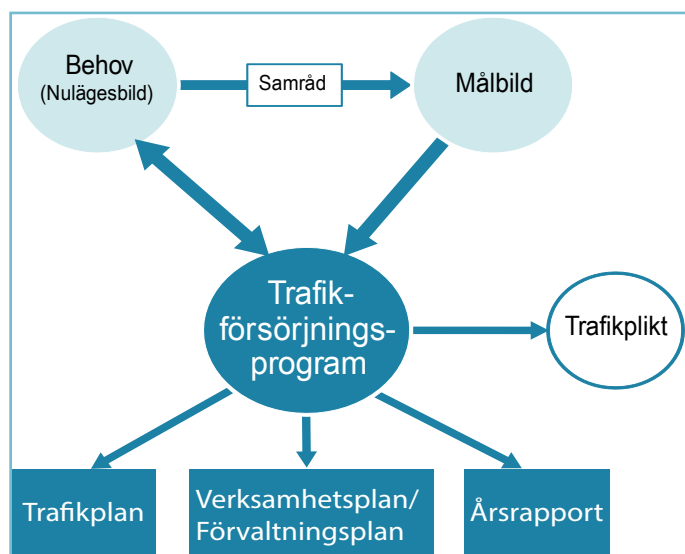 Behov
(Nulägesbild)
Samråd
Målbild
Trafik-
försörjnings-
program
Trafikplikt
Trafikplan
Verksamhetsplan/
Förvaltningsplan
Årsrapport